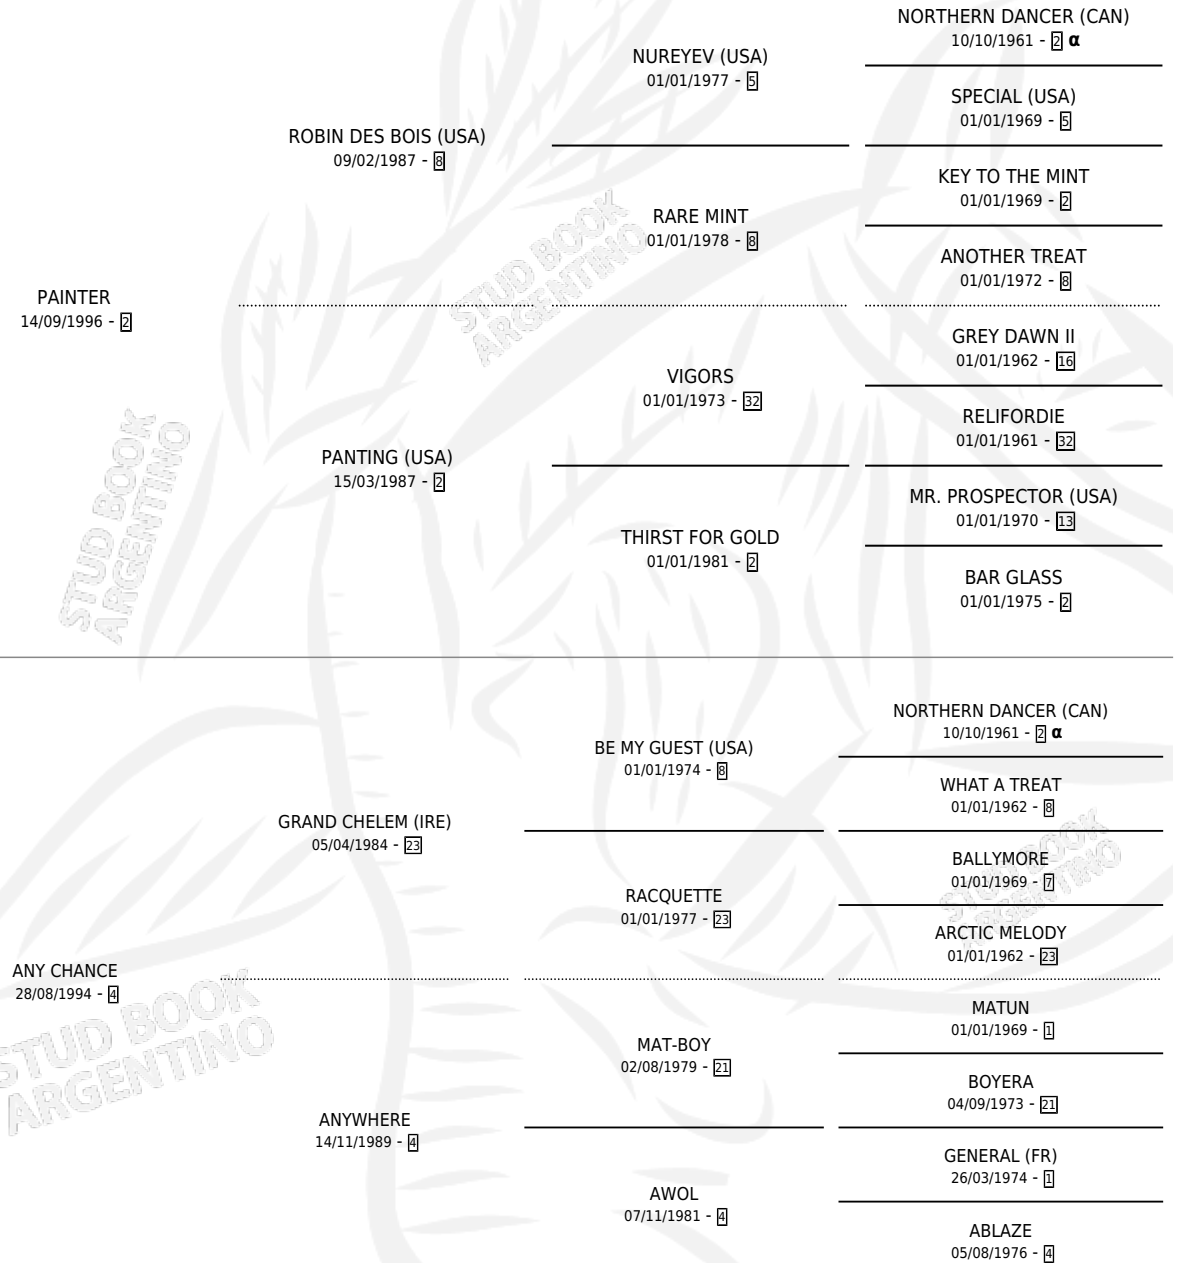 NORTHERN DANCER (CAN)
10/10/1961 - 2 α
NUREYEV (USA)
01/01/1977 - 5
SPECIAL (USA)
01/01/1969 - 5
ROBIN DES BOIS (USA)
09/02/1987 - 8
KEY TO THE MINT
01/01/1969 - 2
RARE MINT
01/01/1978 - 8
ANOTHER TREAT
01/01/1972 - 8
PAINTER
14/09/1996 - 2
GREY DAWN II
01/01/1962 - 16
VIGORS
01/01/1973 - 32
RELIFORDIE
01/01/1961 - 32
PANTING (USA)
15/03/1987 - 2
MR. PROSPECTOR (USA)
01/01/1970 - 13
THIRST FOR GOLD
01/01/1981 - 2
BAR GLASS
01/01/1975 - 2
NORTHERN DANCER (CAN)
10/10/1961 - 2 α
BE MY GUEST (USA)
01/01/1974 - 8
WHAT A TREAT
01/01/1962 - 8
GRAND CHELEM (IRE)
05/04/1984 - 23
BALLYMORE
01/01/1969 - 7
RACQUETTE
01/01/1977 - 23
ARCTIC MELODY
01/01/1962 - 23
ANY CHANCE
28/08/1994 - 4
MATUN
01/01/1969 - 1
MAT-BOY
02/08/1979 - 21
BOYERA
04/09/1973 - 21
ANYWHERE
14/11/1989 - 4
GENERAL (FR)
26/03/1974 - 1
AWOL
07/11/1981 - 4
ABLAZE
05/08/1976 - 4
STUD BOOK
ARGENTINO
STUD BOOK
ARGENTINO
STUD BOOK
ARGENTINO
STUD BOOK
ARGENTINO